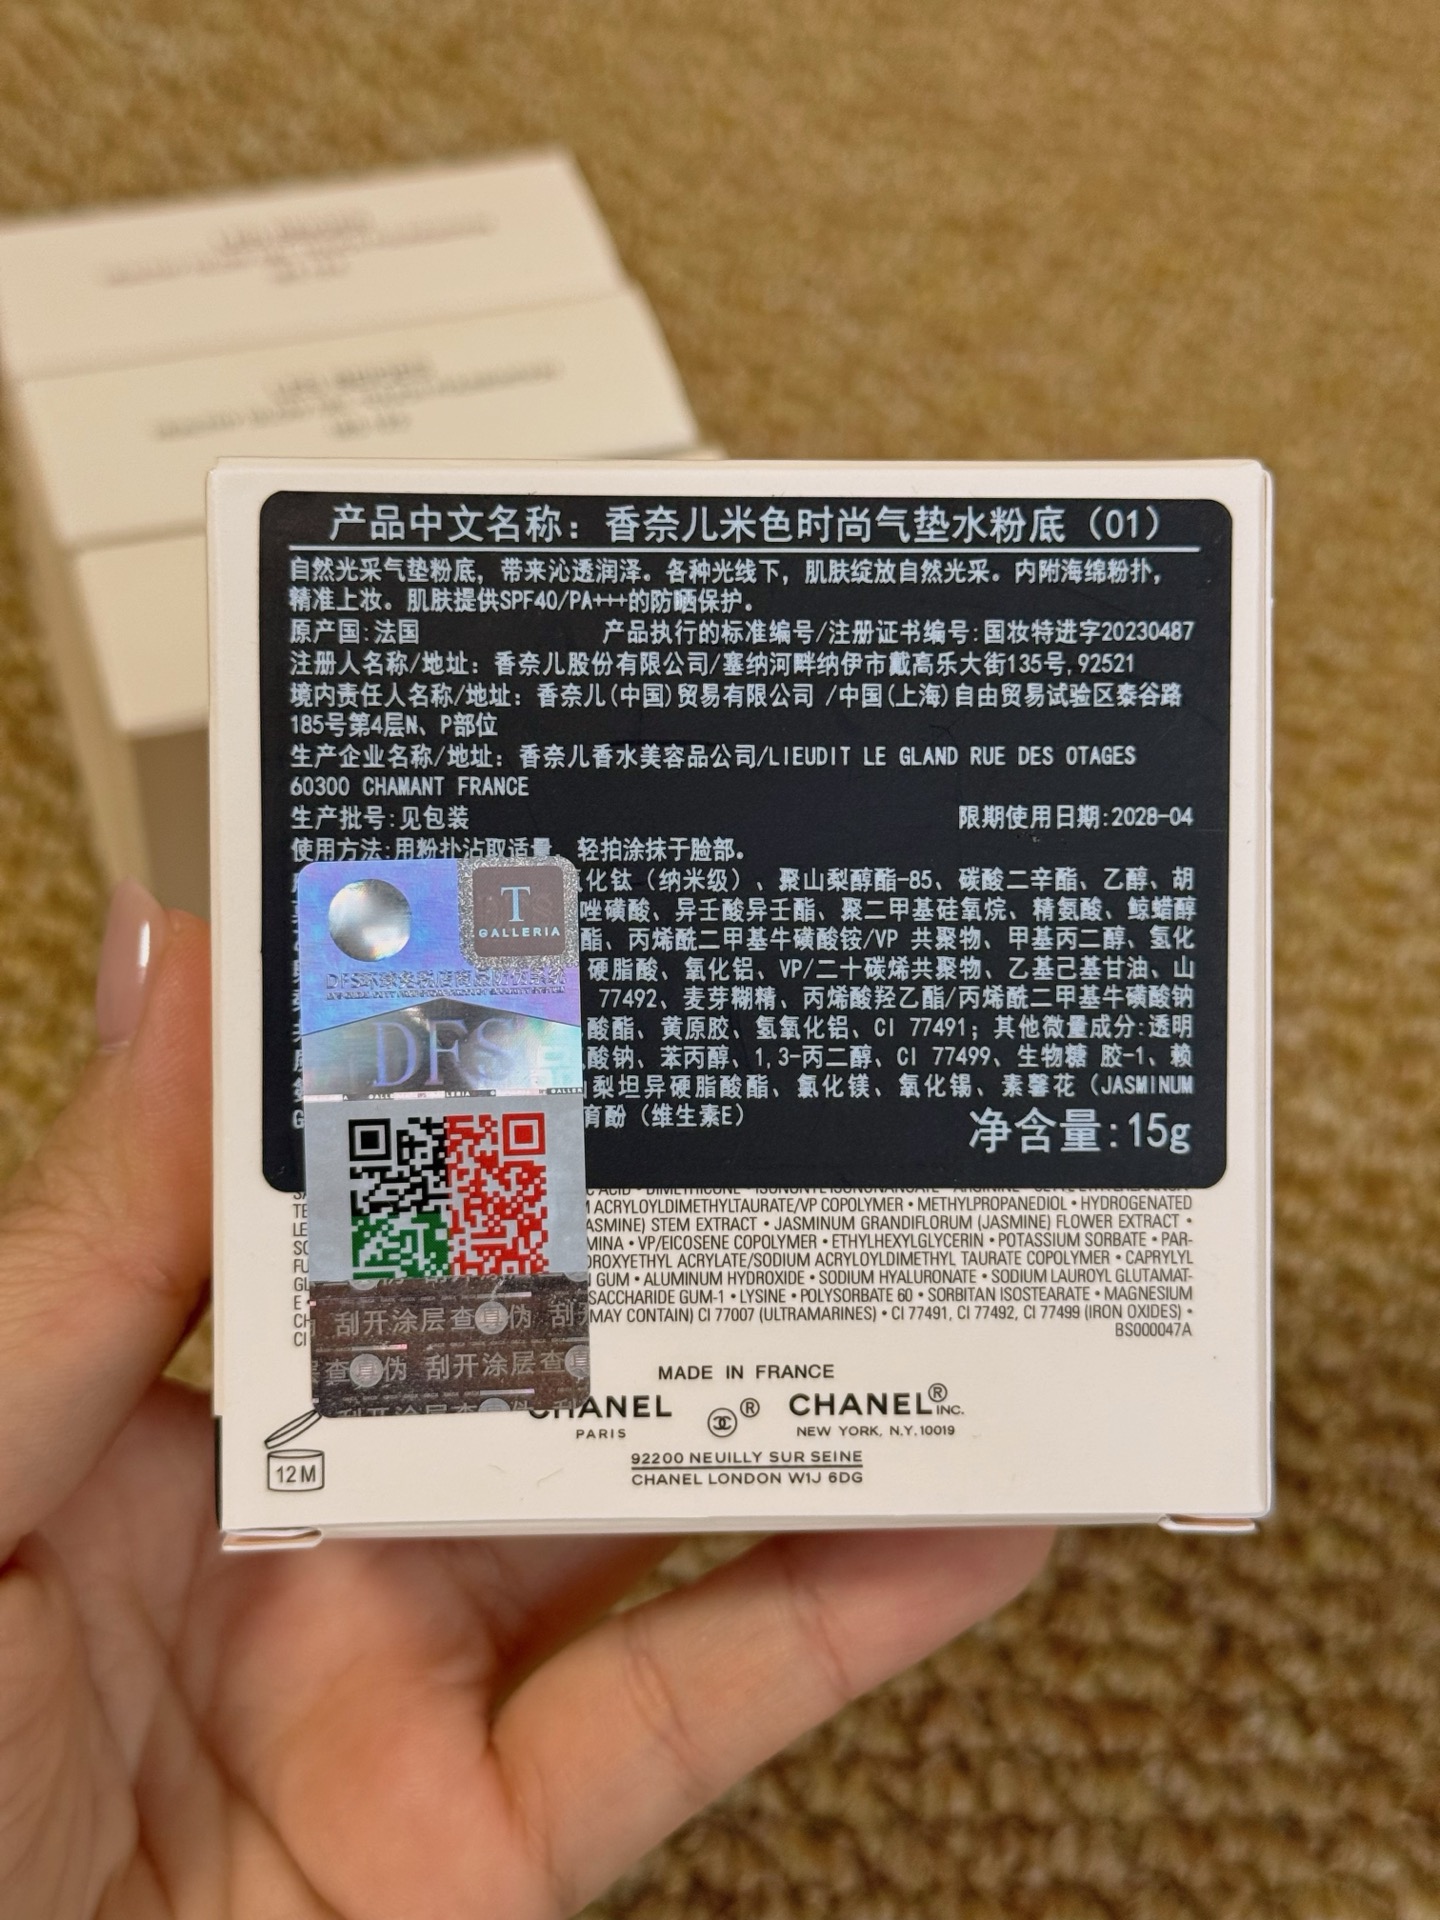 产品中文名称：香奈儿米色时尚气垫水粉底（01）
自然光采气垫粉底，带来沁透润泽。各种光线下，肌肤绽放自然光采。内附海绵粉扑，
精准上妆。肌肤提供SPF40/PA+++的防晒保护。
原产国:法国 产品执行的标准编号/注册证书编号:国妆特进字20230487
注册人名称/地址：香奈儿股份有限公司/塞纳河畔纳伊市戴高乐大街135号,92521
境内责任人名称/地址：香奈儿(中国)贸易有限公司 /中国(上海)自由贸易试验区泰谷路
185号第4层N、P部位
生产企业名称/地址：香奈儿香水美容品公司/LIEUDIT LE GLAND RUE DES OTAGES
60300 CHAMANT FRANCE
生产批号:见包装 限期使用日期:2028-04
使用方法:用粉扑沾取适量，轻拍涂抹于脸部。
化钛（纳米级）、聚山梨醇酯-85、碳酸二辛酯、乙醇、胡
唑磺酸、异壬酸异壬酯、聚二甲基硅氧烷、精氨酸、鲸蜡醇
酯、丙烯酰二甲基牛磺酸铵/VP 共聚物、甲基丙二醇、氢化
硬脂酸、氧化铝、VP/二十碳烯共聚物、乙基己基甘油、山
77492、麦芽糊精、丙烯酸羟乙酯/丙烯酰二甲基牛磺酸钠
酸酯、黄原胶、氢氧化铝、CI 77491；其他微量成分:透明
酸钠、苯丙醇、1,3-丙二醇、CI 77499、生物糖 胶-1、赖
梨坦异硬脂酸酯、氯化镁、氧化锡、素馨花（JASMINUM
育酚（维生素E）
净含量:15g
T
GALLERIA
DFS
刮开涂层查真伪 刮
查真伪 刮开涂层查真
DIMETHICONE
TE ACRYLOYLDIMETHYLTAURATE/VP COPOLYMER • METHYLPROPANEDIOL • HYDROGENATED
LE ASMINE) STEM EXTRACT • JASMINUM GRANDIFLORUM (JASMINE) FLOWER EXTRACT •
SO MINA • VP/EICOSENE COPOLYMER • ETHYLHEXYLGLYCERIN • POTASSIUM SORBATE • PAR-
FU OROXYETHYL ACRYLATE/SODIUM ACRYLOYLDIMETHYL TAURATE COPOLYMER • CAPRYLYL
GL GUM • ALUMINUM HYDROXIDE • SODIUM HYALURONATE • SODIUM LAUROYL GLUTAMAT-
E • SACCHARIDE GUM-1 • LYSINE • POLYSORBATE 60 • SORBITAN ISOSTEARATE • MAGNESIUM
CH MAY CONTAIN) CI 77007 (ULTRAMARINES) • CI 77491, CI 77492, CI 77499 (IRON OXIDES) •
CI BS000047A
MADE IN FRANCE
CHANEL ® CHANEL® INC.
PARIS NEW YORK, N.Y.10019
92200 NEUILLY SUR SEINE
CHANEL LONDON W1J 6DG
12M